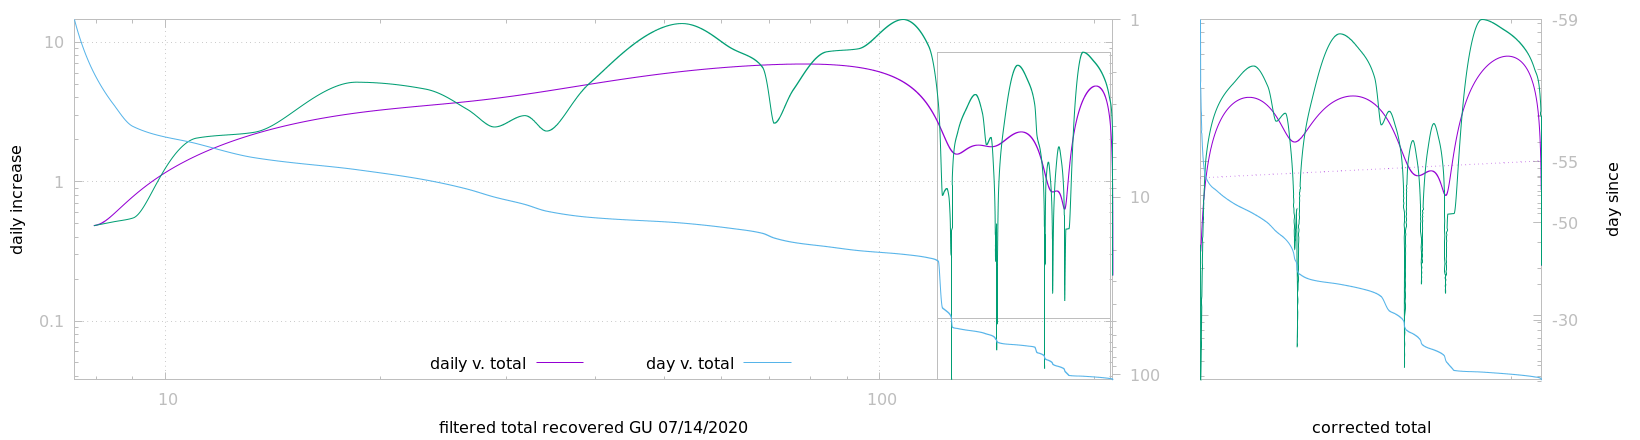 10
1
0.1
daily increase
10
100
filtered total recovered GU 07/14/2020
daily v. total
day v. total
1
10
100
-59
-55
-50
-30
day since
corrected total